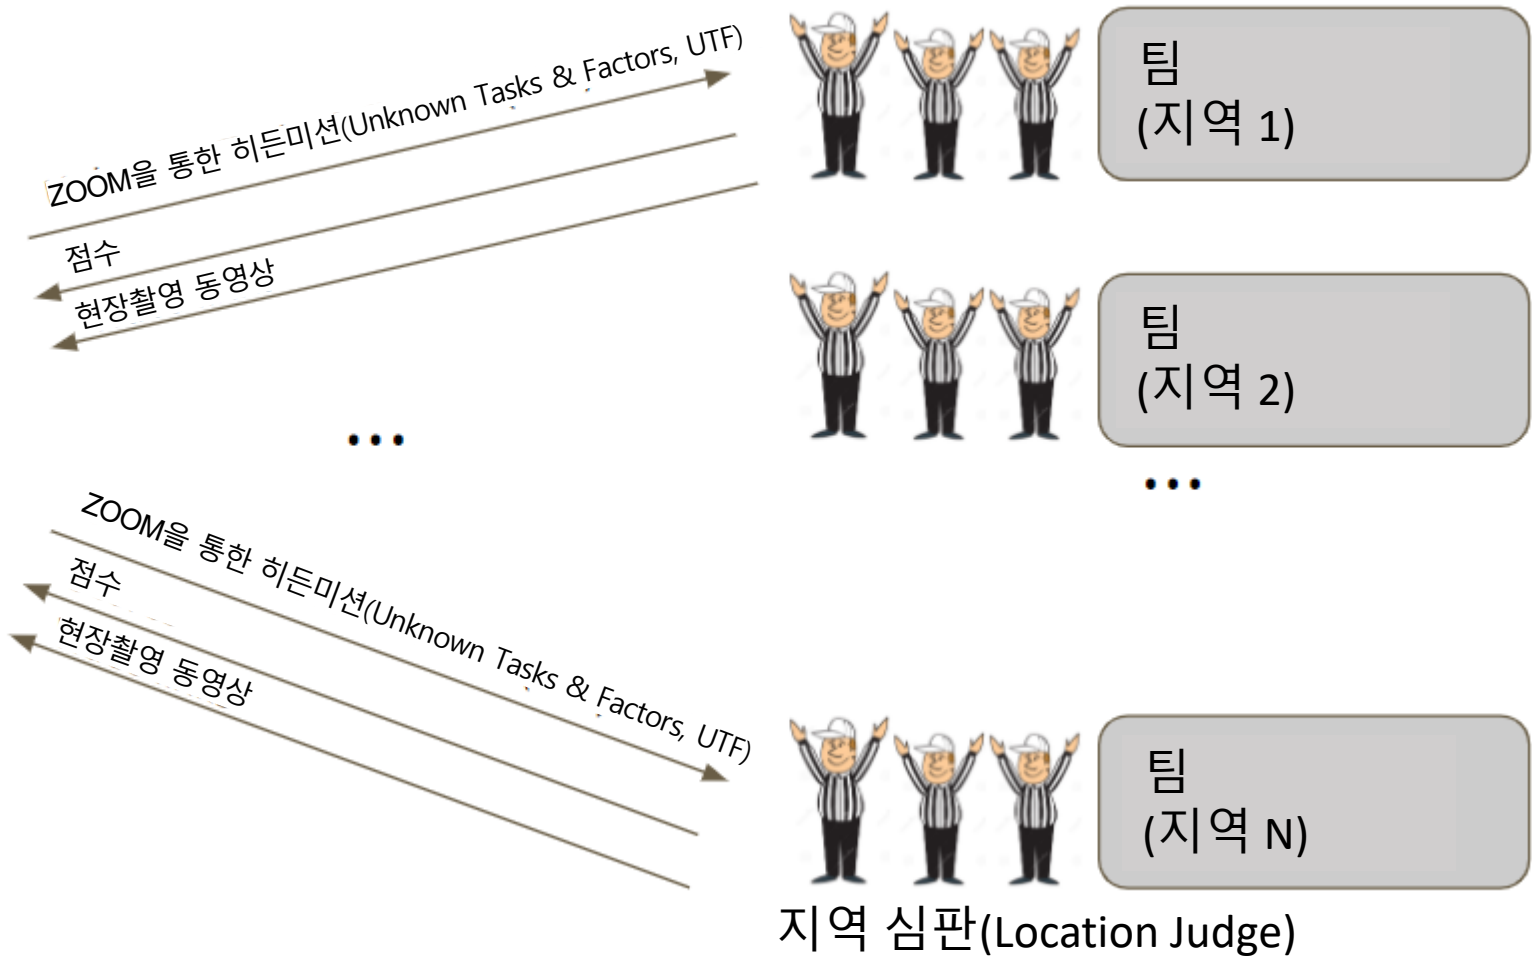 ZOOM을 통한 히든미션(Unknown Tasks & Factors, UTF)
점수
현장촬영 동영상
팀
(지역 1)
팀
(지역 2)
...
...
ZOOM을 통한 히든미션(Unknown Tasks & Factors, UTF)
점수
현장촬영 동영상
팀
(지역 N)
지역 심판(Location Judge)